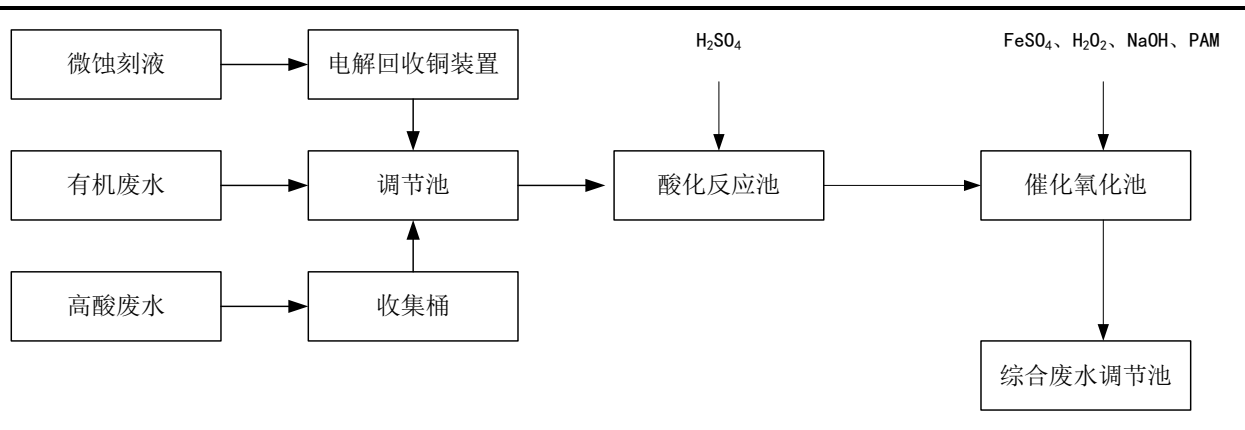 H₂SO₄
FeSO₄、H₂O₂、NaOH、PAM
微蚀刻液
电解回收铜装置
有机废水
调节池
酸化反应池
催化氧化池
高酸废水
收集桶
综合废水调节池